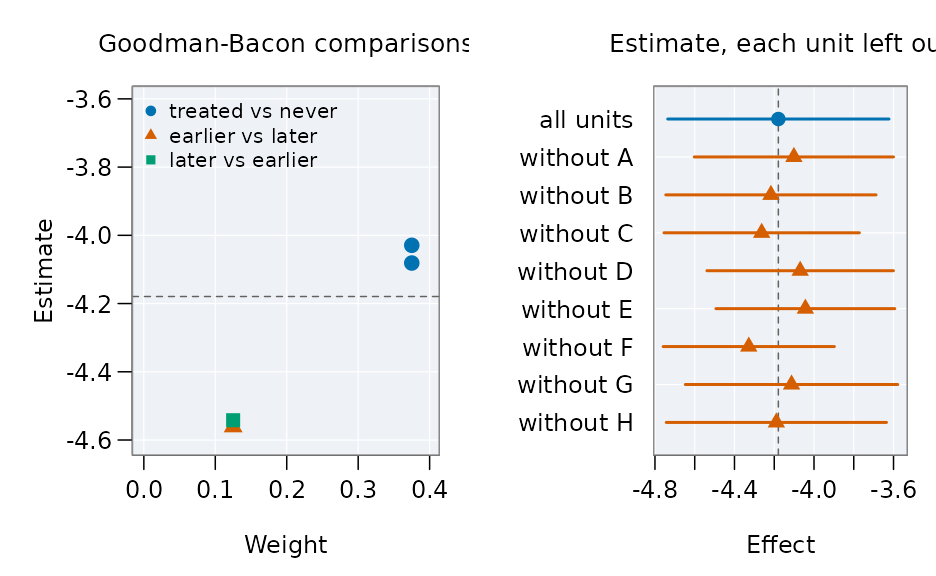 Goodman-Bacon comparisons
treated vs never
earlier vs later
later vs earlier
-3.6
-3.8
-4.0
-4.2
-4.4
-4.6
Estimate
0.0 0.1 0.2 0.3 0.4
Weight
Estimate, each unit left ou
all units
without A
without B
without C
without D
without E
without F
without G
without H
-4.8 -4.4 -4.0 -3.6
Effect